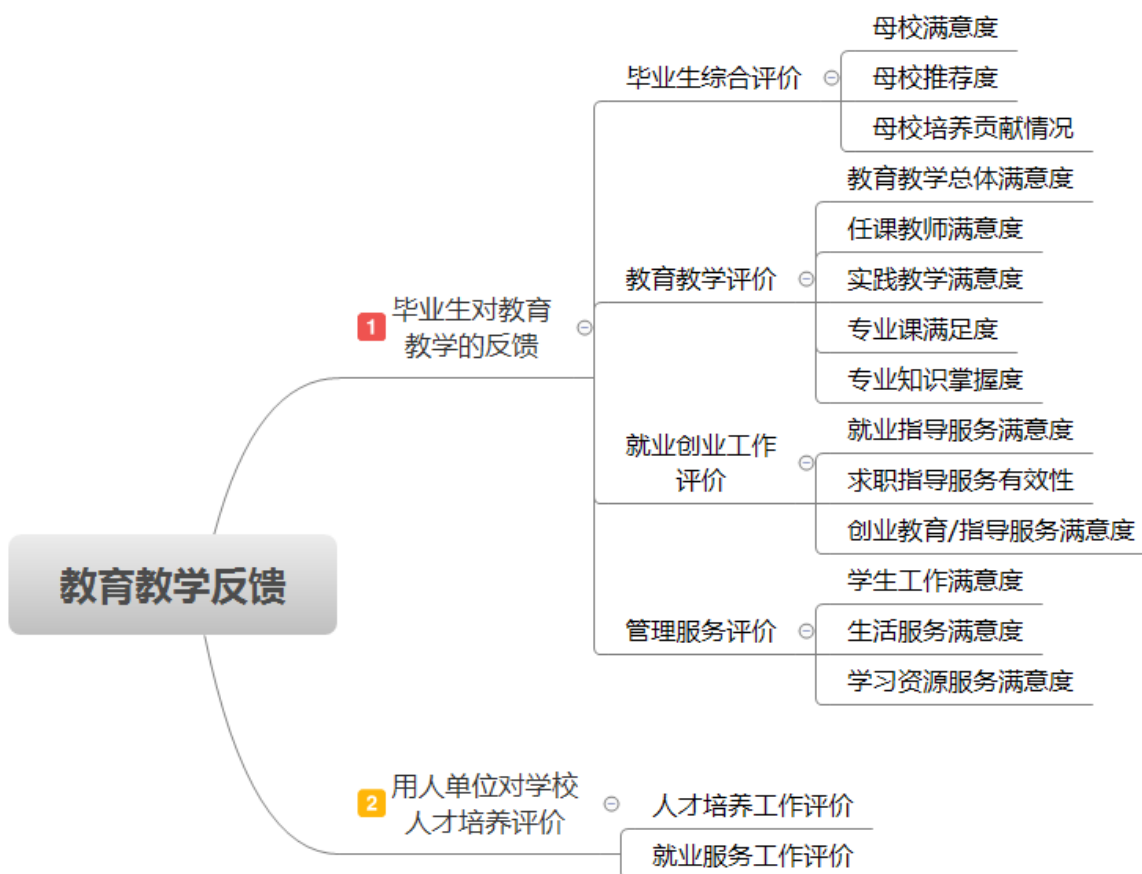 母校满意度
毕业生综合评价
母校推荐度
母校培养贡献情况
教育教学总体满意度
任课教师满意度
教育教学评价
实践教学满意度
专业课满足度
专业知识掌握度
1 毕业生对教育
教学的反馈
就业创业工作
评价
就业指导服务满意度
求职指导服务有效性
创业教育/指导服务满意度
教育教学反馈
学生工作满意度
管理服务评价
生活服务满意度
学习资源服务满意度
2 用人单位对学校
人才培养评价
人才培养工作评价
就业服务工作评价